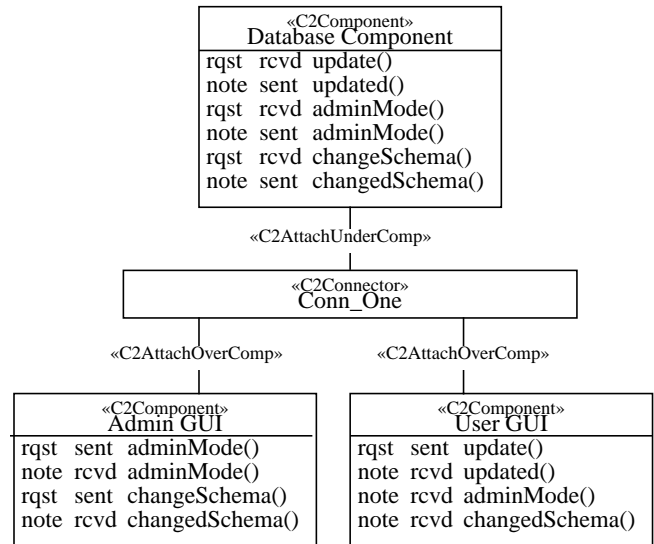 «C2Component»
Database Component
rqst rcvd update()
note sent updated()
rqst rcvd adminMode()
note sent adminMode()
rqst rcvd changeSchema()
note sent changedSchema()
«C2AttachUnderComp»
«C2Connector»
Conn_One
«C2AttachOverComp» «C2AttachOverComp»
«C2Component»
Admin GUI
rqst sent adminMode()
note rcvd adminMode()
rqst sent changeSchema()
note rcvd changedSchema()
«C2Component»
User GUI
rqst sent update()
note rcvd updated()
note rcvd adminMode()
note rcvd changedSchema()